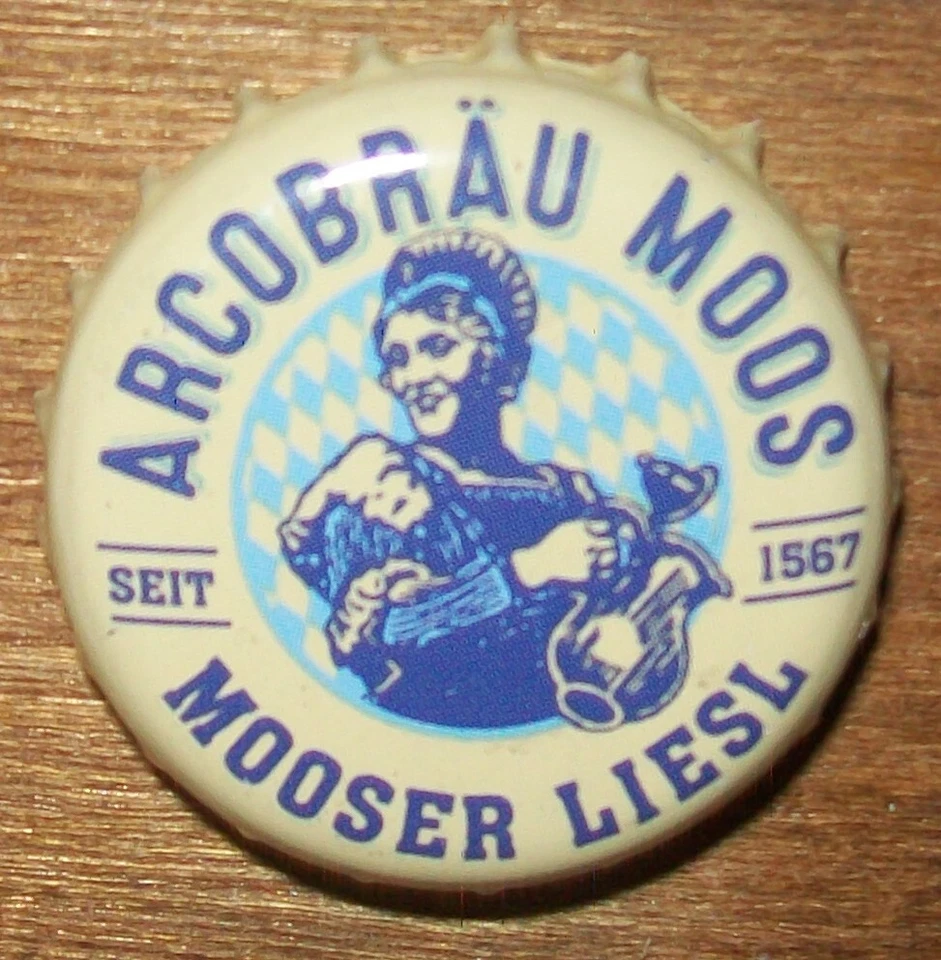 ARCOBRÄU MOOS
SEIT
1567
MOOSER LIESL